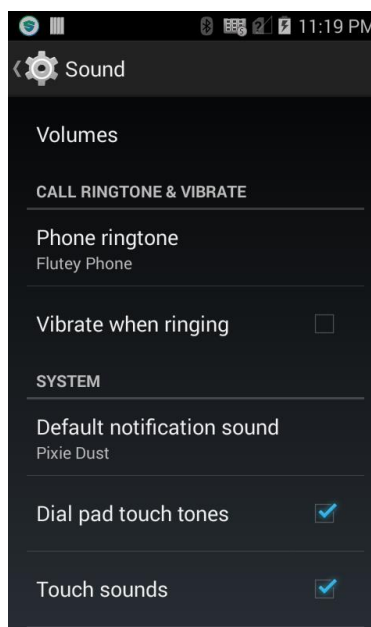 11:19 PM
Sound
Volumes
CALL RINGTONE & VIBRATE
Phone ringtone
Flutey Phone
Vibrate when ringing
SYSTEM
Default notification sound
Pixie Dust
Dial pad touch tones
Touch sounds